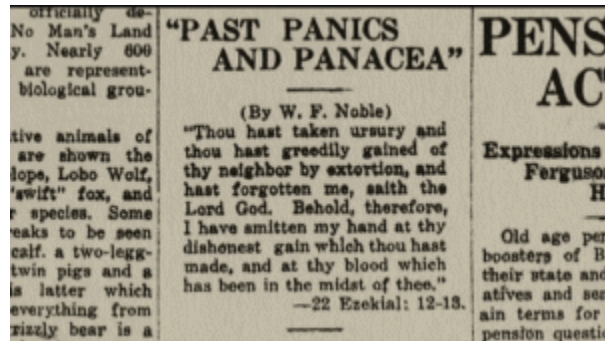 officially de-
No Man's Land
y. Nearly 600
are represent-
biological grou-
tive animals of
are shown the
lope, Lobo Wolf,
"swift" fox, and
r species. Some
eaks to be seen
calf. a two-legg-
twin pigs and a
s latter which
everything from
rizzly bear is a
"PAST PANICS
AND PANACEA"
(By W. F. Noble)
"Thou hast taken ursury and
thou hast greedily gained of
thy neighbor by extortion, and
hast forgotten me, saith the
Lord God. Behold, therefore,
I have smitten my hand at thy
dishonest gain which thou hast
made, and at thy blood which
has been in the midst of thee."
—22 Ezekial: 12-13.
PENS
AC
Expressions
Ferguson
H
Old age pen
boosters of B
their state and
atives and sen
ain terms for
pension questi